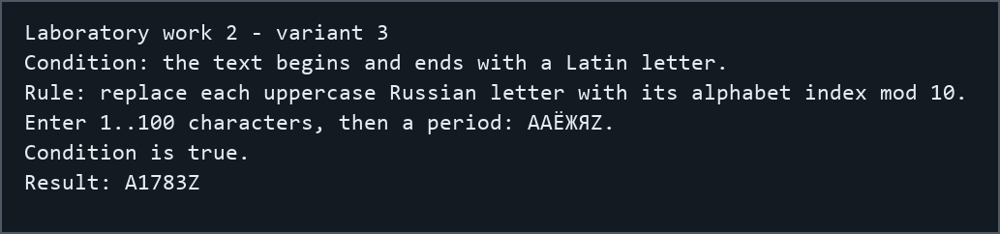 Laboratory work 2 - variant 3
Condition: the text begins and ends with a Latin letter.
Rule: replace each uppercase Russian letter with its alphabet index mod 10.
Enter 1..100 characters, then a period: AАЁЖЯZ.
Condition is true.
Result: A1783Z